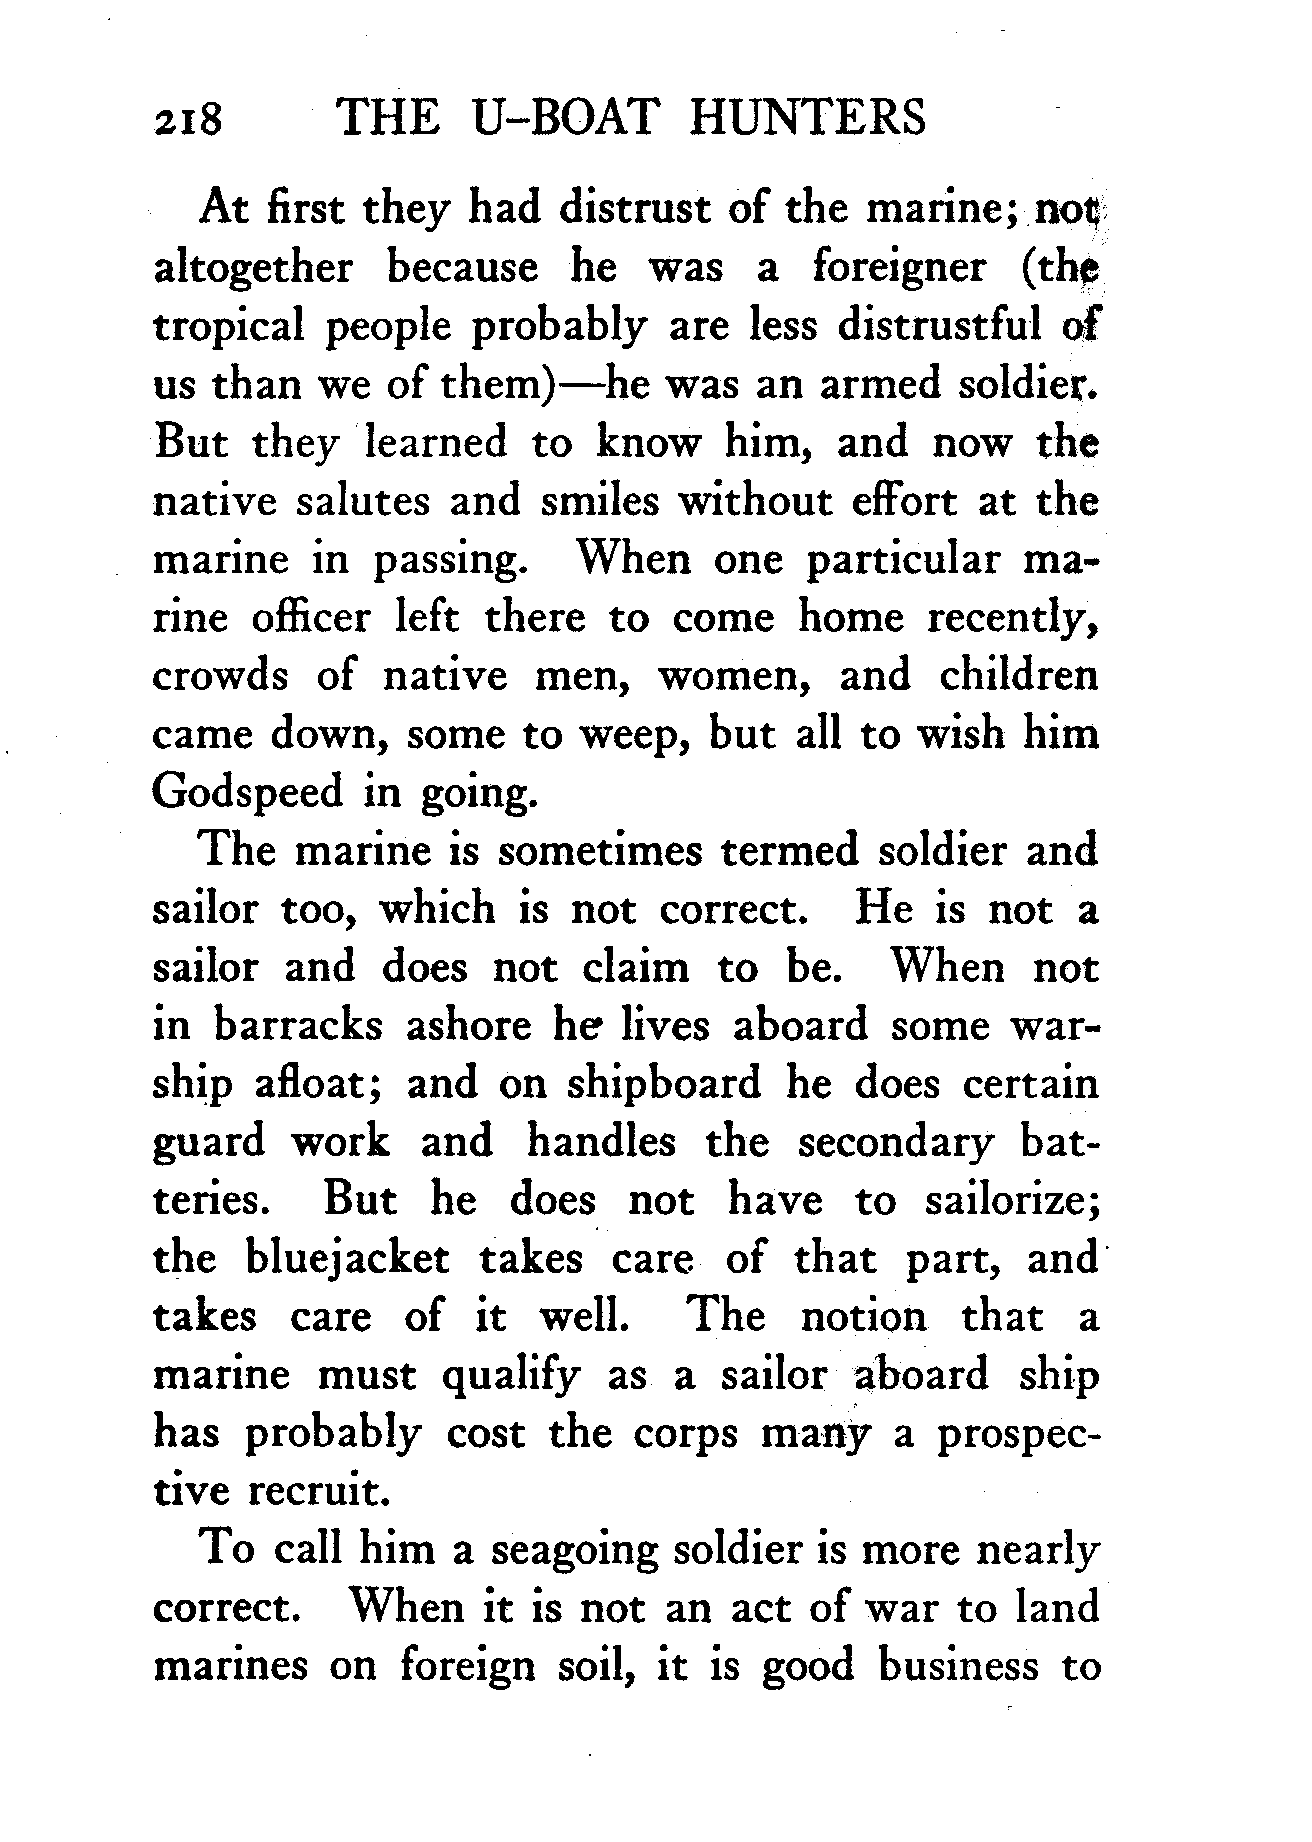 218 THE U-BOAT HUNTERS
At first they had distrust of the marine; not
altogether because he was a foreigner (the
tropical people probably are less distrustful of
us than we of them)—he was an armed soldier.
But they learned to know him, and now the
native salutes and smiles without effort at the
marine in passing. When one particular ma-
rine officer left there to come home recently,
crowds of native men, women, and children
came down, some to weep, but all to wish him
Godspeed in going.
The marine is sometimes termed soldier and
sailor too, which is not correct. He is not a
sailor and does not claim to be. When not
in barracks ashore he lives aboard some war-
ship afloat; and on shipboard he does certain
guard work and handles the secondary bat-
teries. But he does not have to sailorize;
the bluejacket takes care of that part, and
takes care of it well. The notion that a
marine must qualify as a sailor aboard ship
has probably cost the corps many a prospec-
tive recruit.
To call him a seagoing soldier is more nearly
correct. When it is not an act of war to land
marines on foreign soil, it is good business to